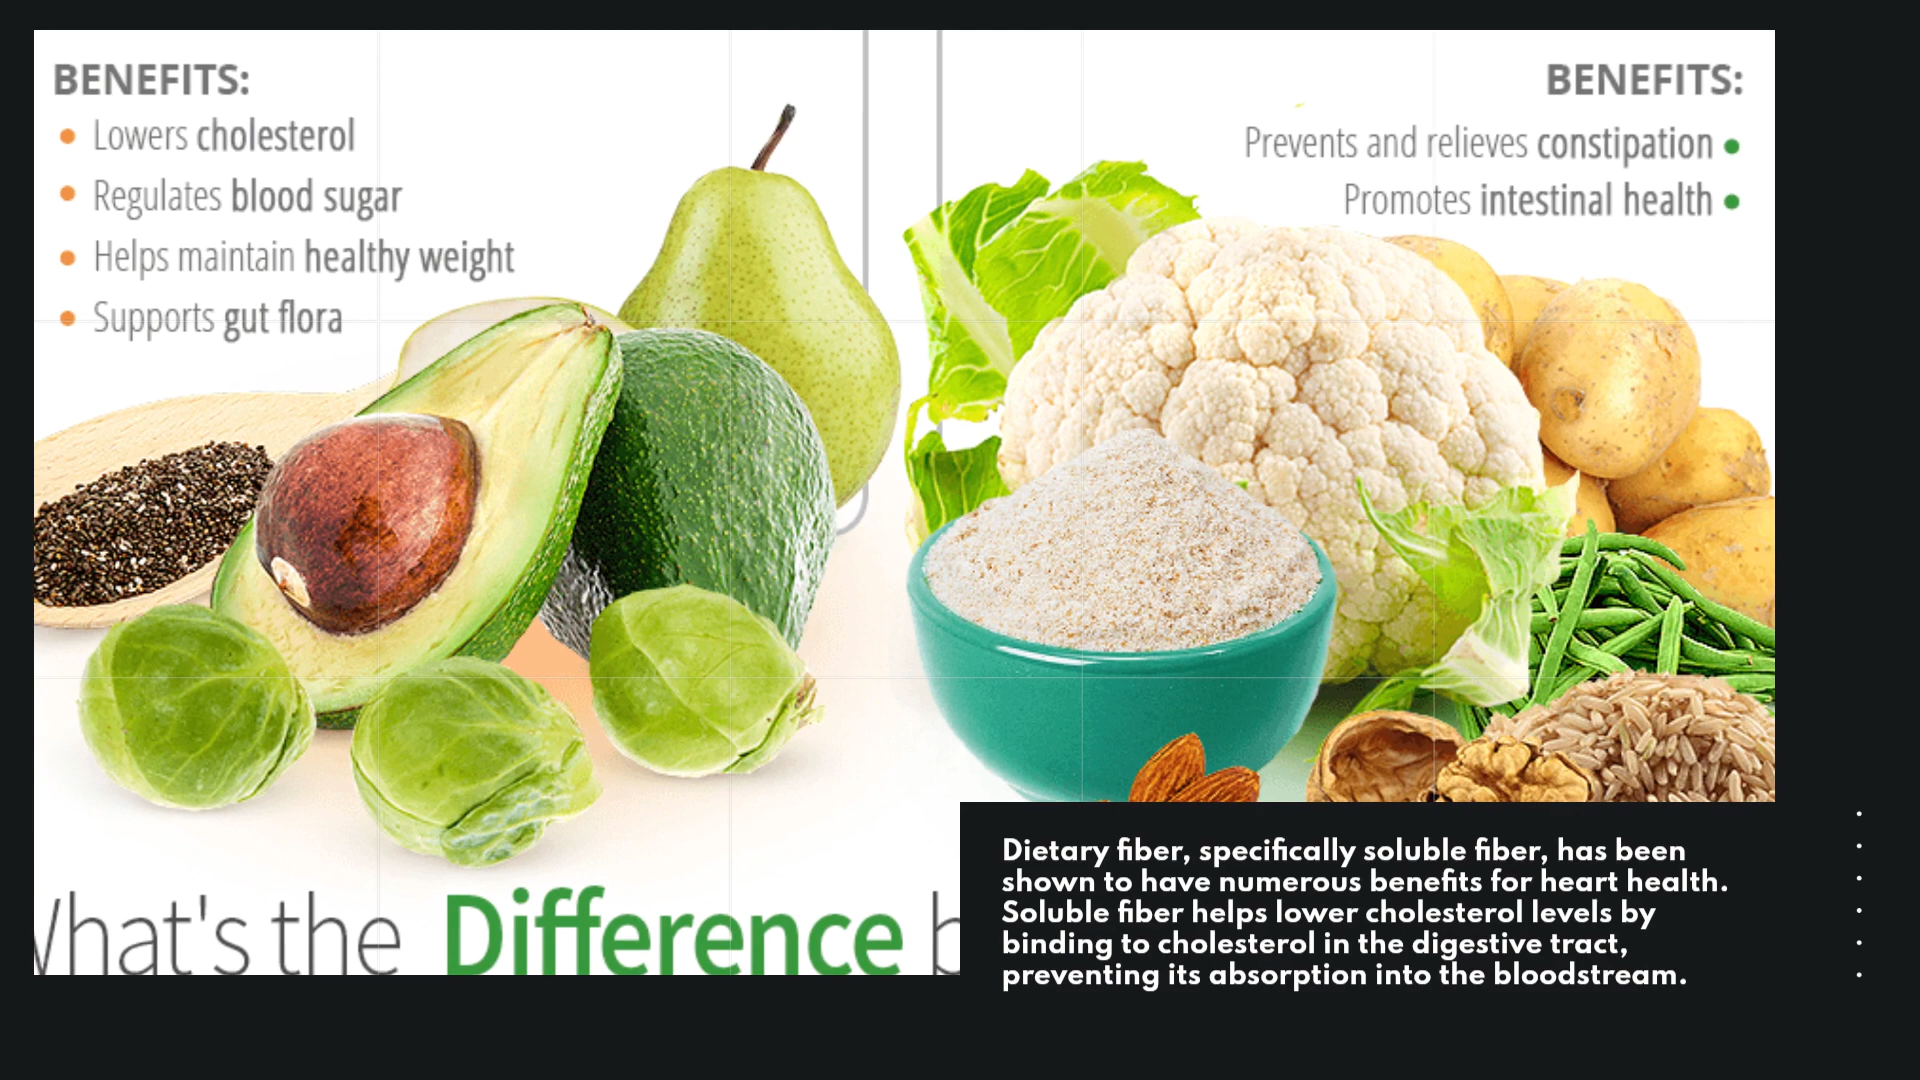 BENEFITS:
Lowers cholesterol
Regulates blood sugar
Helps maintain healthy weight
Supports gut flora
BENEFITS:
Prevents and relieves constipation
Promotes intestinal health
What's the Difference b
Dietary fiber, specifically soluble fiber, has been
shown to have numerous benefits for heart health.
Soluble fiber helps lower cholesterol levels by
binding to cholesterol in the digestive tract,
preventing its absorption into the bloodstream.